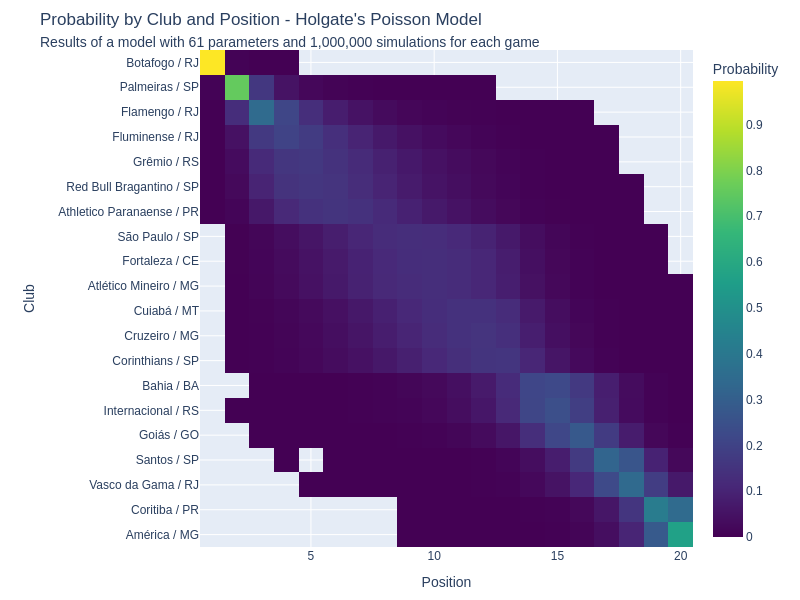 Probability by Club and Position - Holgate's Poisson Model
Results of a model with 61 parameters and 1,000,000 simulations for each game
Probability
Botafogo / RJ
Palmeiras / SP
Flamengo / RJ
Fluminense / RJ
Grêmio / RS
Red Bull Bragantino / SP
Athletico Paranaense / PR
São Paulo / SP
Fortaleza / CE
Atlético Mineiro / MG
Cuiabá / MT
Cruzeiro / MG
Corinthians / SP
Bahia / BA
Internacional / RS
Goiás / GO
Santos / SP
Vasco da Gama / RJ
Coritiba / PR
América / MG
Club
5
10
15
20
Position
0.9
0.8
0.7
0.6
0.5
0.4
0.3
0.2
0.1
0